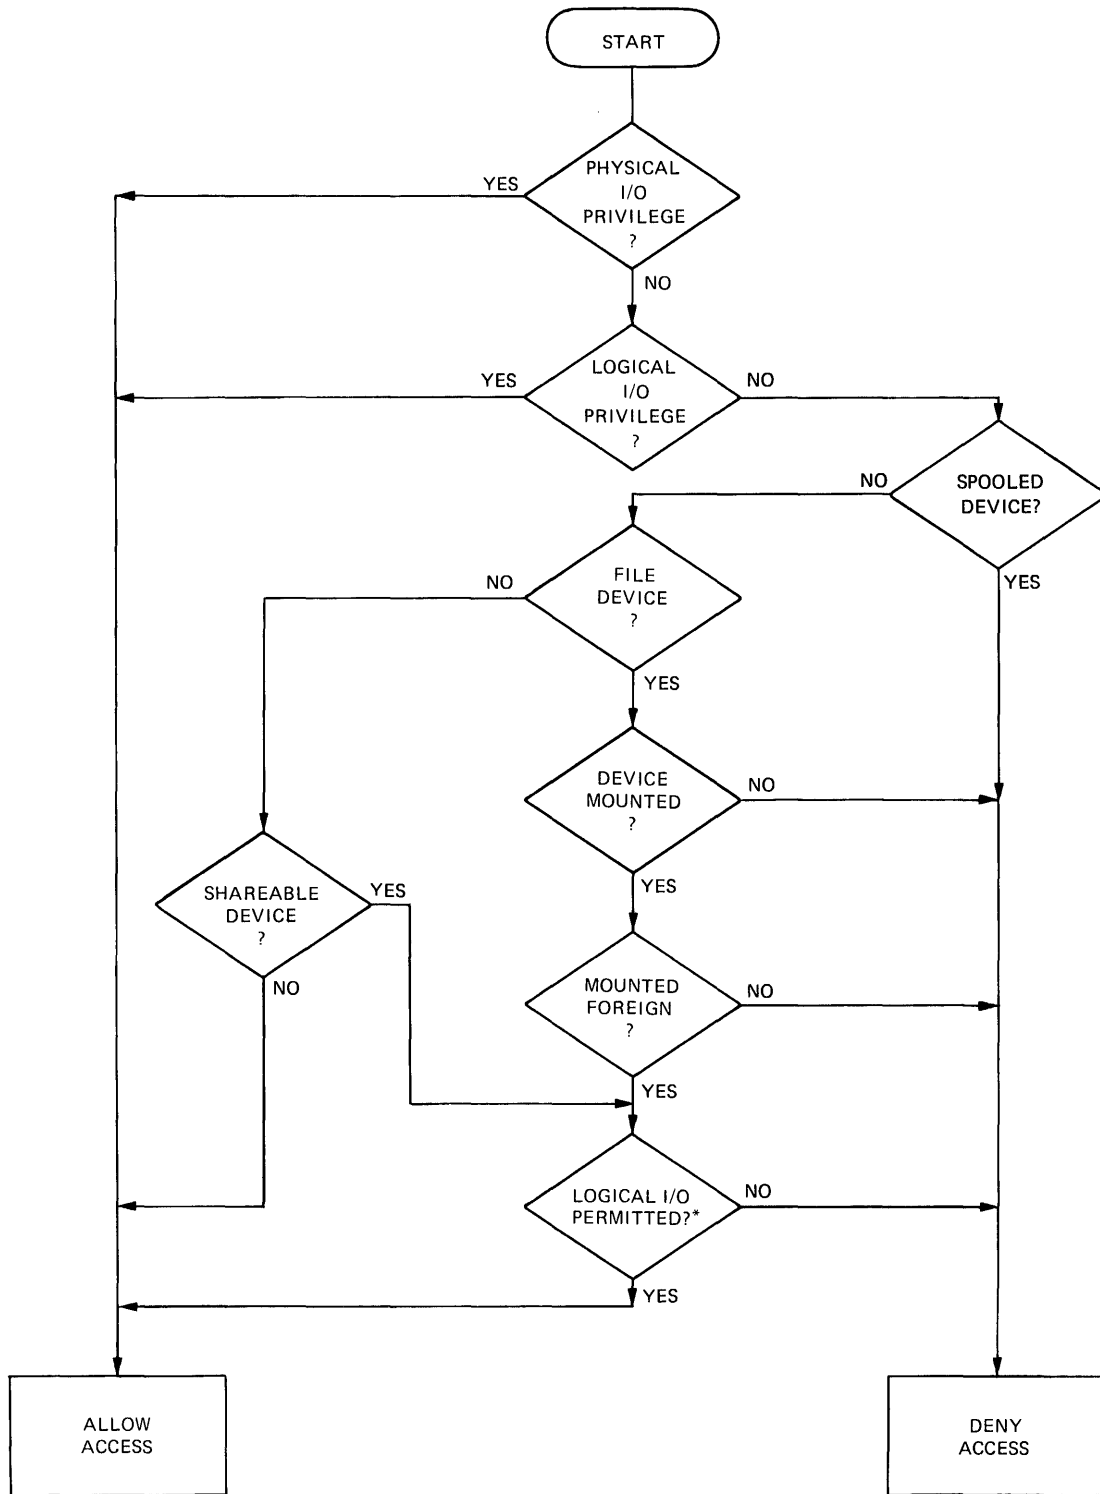 START
PHYSICAL
I/O
PRIVILEGE
?
YES
NO
LOGICAL
I/O
PRIVILEGE
?
YES
NO
SPOOLED
DEVICE?
NO
YES
FILE
DEVICE
?
NO
YES
DEVICE
MOUNTED
?
NO
YES
SHAREABLE
DEVICE
?
YES
NO
MOUNTED
FOREIGN
?
NO
YES
LOGICAL I/O
PERMITTED?*
NO
YES
ALLOW
ACCESS
DENY
ACCESS